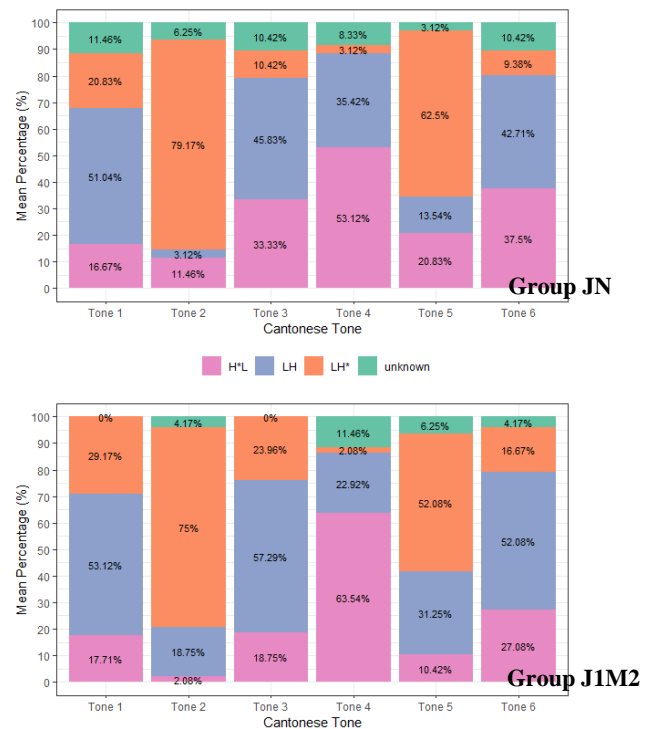 100
90
80
70
60
50
40
30
20
10
0
Mean Percentage (%)
11.46% 6.25% 10.42% 8.33% 3.12% 10.42%
20.83% 79.17% 10.42% 3.12% 62.5% 9.38%
51.04% 3.12% 45.83% 35.42% 13.54% 42.71%
16.67% 11.46% 33.33% 53.12% 20.83% 37.5%
Group JN
Tone 1 Tone 2 Tone 3 Tone 4 Tone 5 Tone 6
Cantonese Tone
H*L LH LH* unknown
100
90
80
70
60
50
40
30
20
10
0
Mean Percentage (%)
0% 4.17% 0% 11.46% 6.25% 4.17%
29.17% 75% 23.96% 2.08% 52.08% 16.67%
53.12% 18.75% 57.29% 22.92% 31.25% 52.08%
17.71% 2.08% 18.75% 63.54% 10.42% 27.08%
Group J1M2
Tone 1 Tone 2 Tone 3 Tone 4 Tone 5 Tone 6
Cantonese Tone